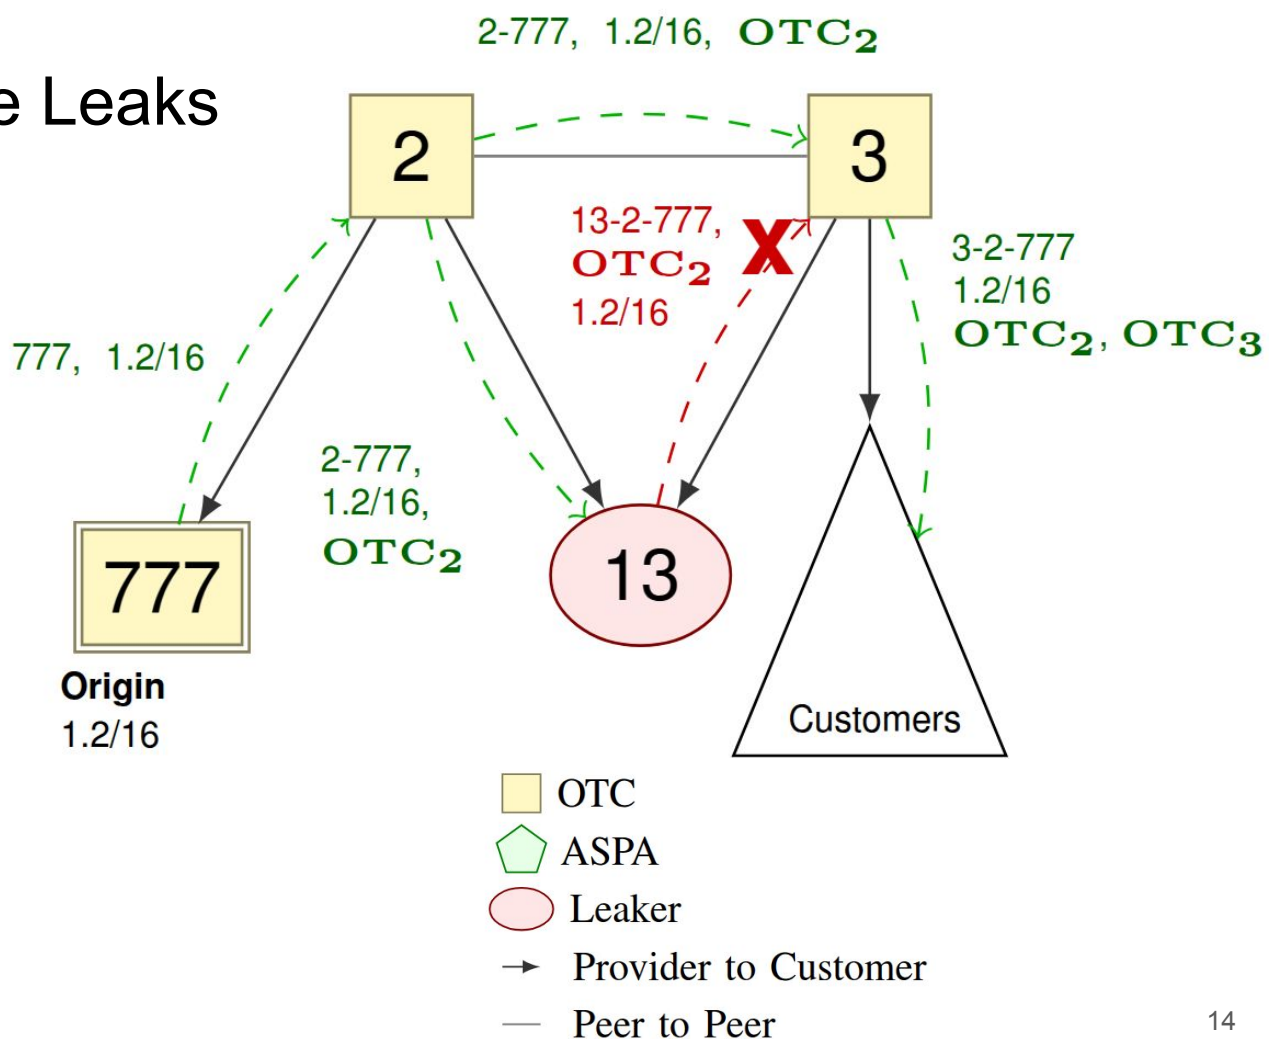 2-777, 1.2/16, OTC₂
e Leaks
2
3
13-2-777,
OTC₂
1.2/16
X
3-2-777
1.2/16
OTC₂, OTC₃
777, 1.2/16
2-777,
1.2/16,
OTC₂
777
13
Origin
1.2/16
Customers
OTC
ASPA
Leaker
Provider to Customer
Peer to Peer
14